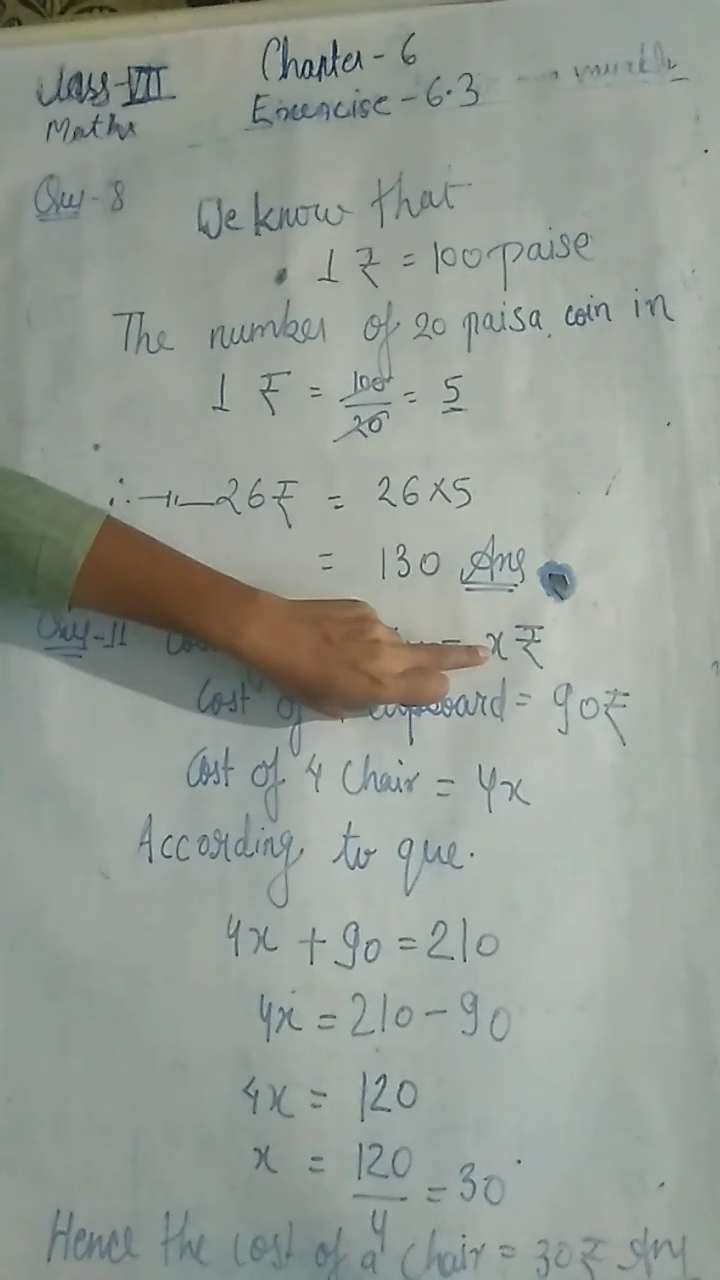 Class-VII
Chapter-6
Maths
Exercise-6.3
Que-8 We know that
1 ₹ = 100 paise
The number of 20 paisa coin in
1 ₹ = 100/20 = 5
∴ —〃— 26₹ = 26×5
= 130 Ans
Que-11 = x₹
Cost of = 90₹
Cost of 4 Chair = 4x
According to que.
4x + 90 = 210
4x = 210 - 90
4x = 120
x = 120/4 = 30
Hence the cost of a chair = 30₹ Ans